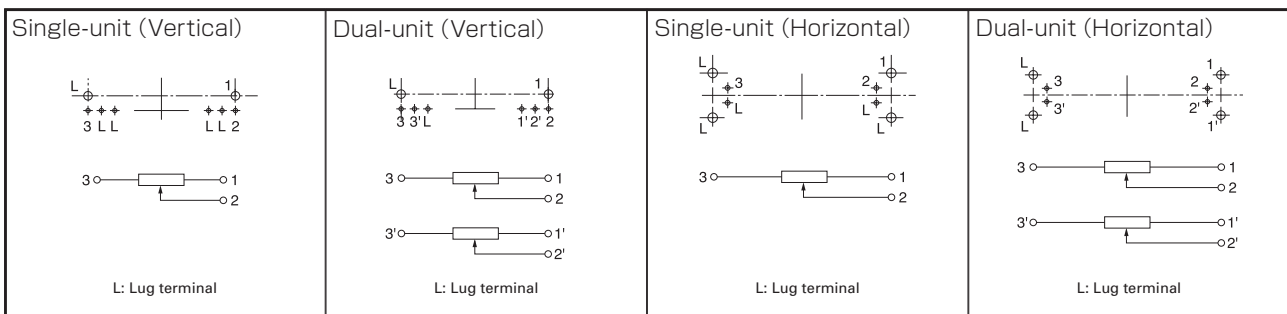 Single-unit (Vertical)
L 1
3 L L L L 2
3 1
2
L: Lug terminal
Dual-unit (Vertical)
L 1
3 3' L 1' 2' 2
3 1
2
3' 1'
2'
L: Lug terminal
Single-unit (Horizontal)
L 1
3 2
L L
L L
3 1
2
L: Lug terminal
Dual-unit (Horizontal)
L 1
3 2
3' 2'
L 1'
3 1
2
3' 1'
2'
L: Lug terminal